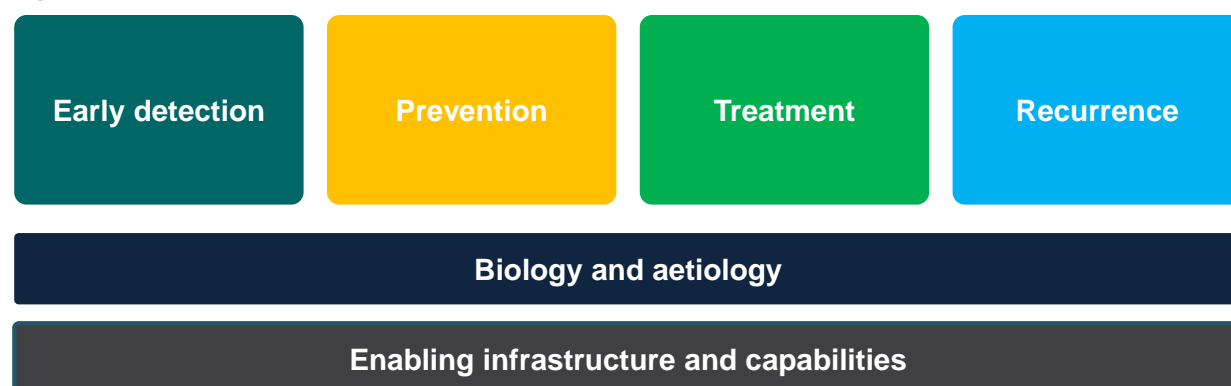 Early detection
Prevention
Treatment
Recurrence
Biology and aetiology
Enabling infrastructure and capabilities